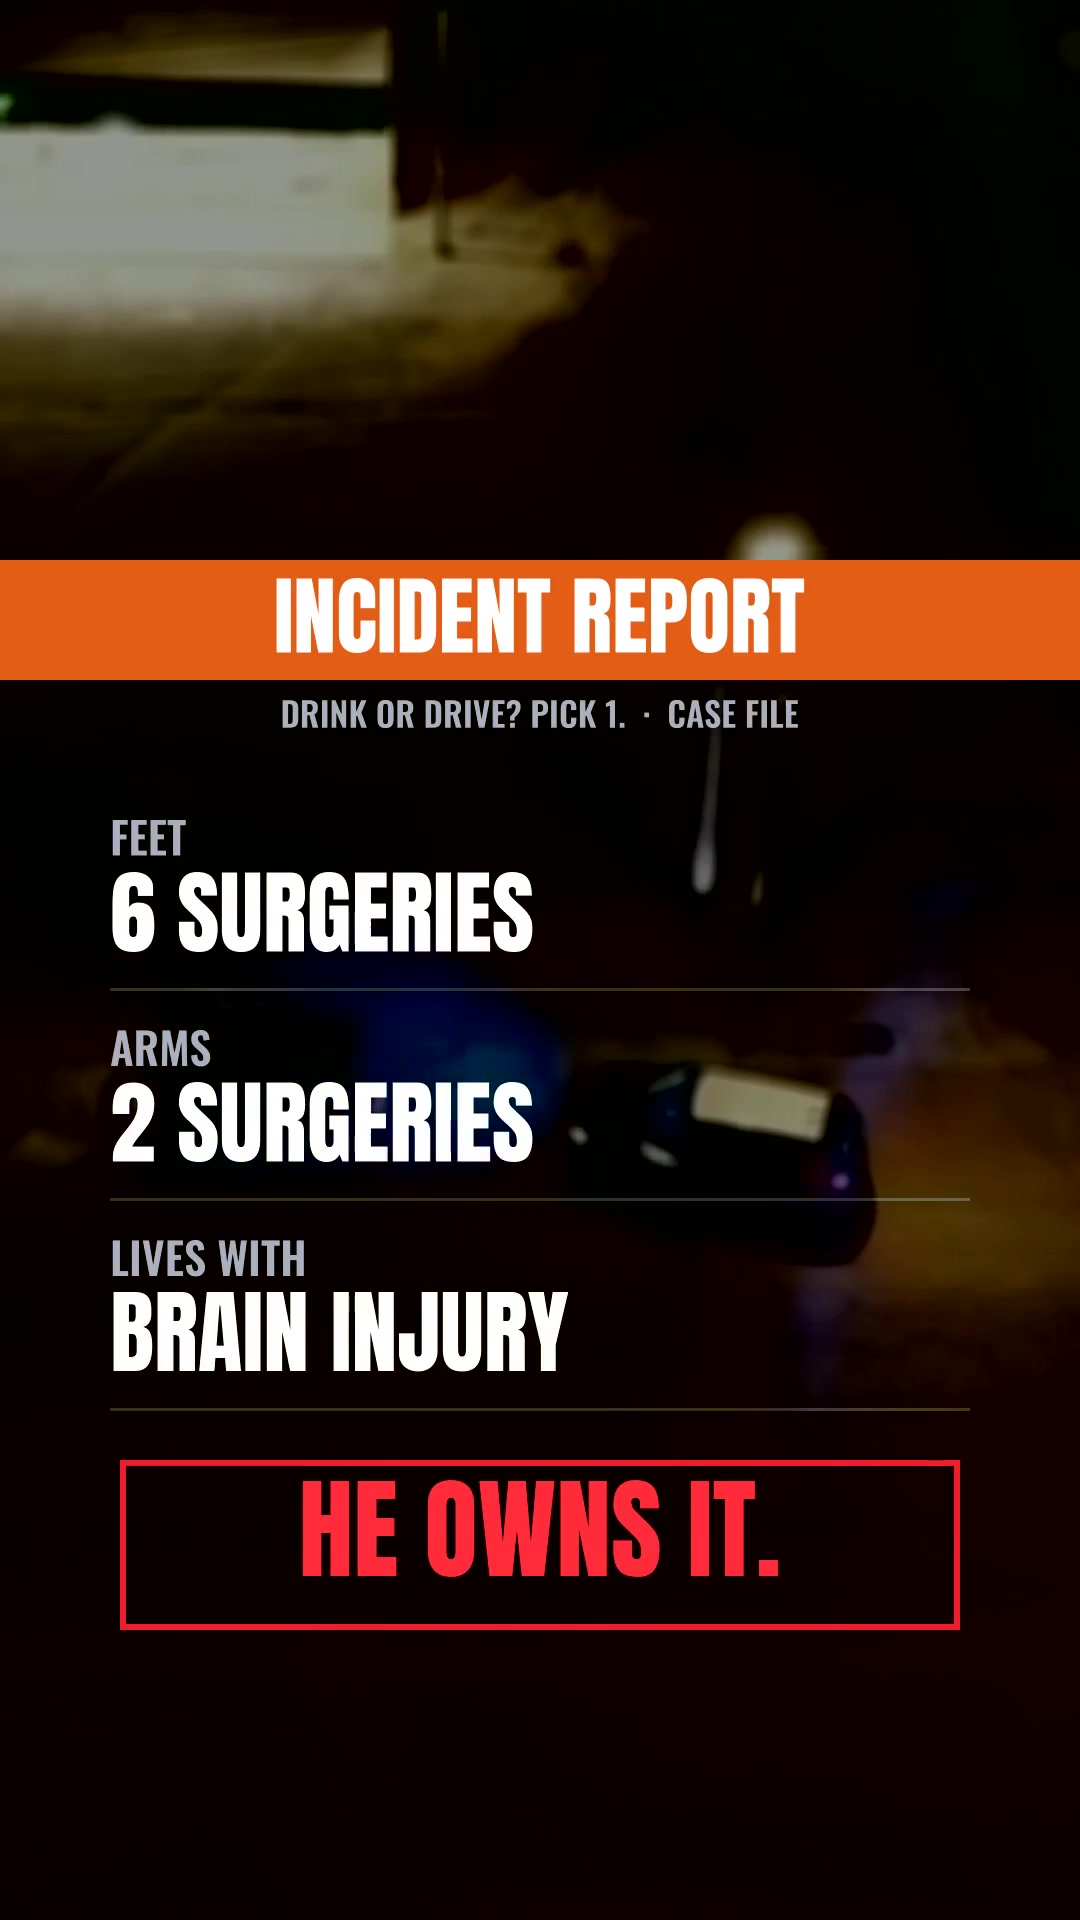 INCIDENT REPORT
DRINK OR DRIVE? PICK 1. · CASE FILE
FEET
6 SURGERIES
ARMS
2 SURGERIES
LIVES WITH
BRAIN INJURY
HE OWNS IT.